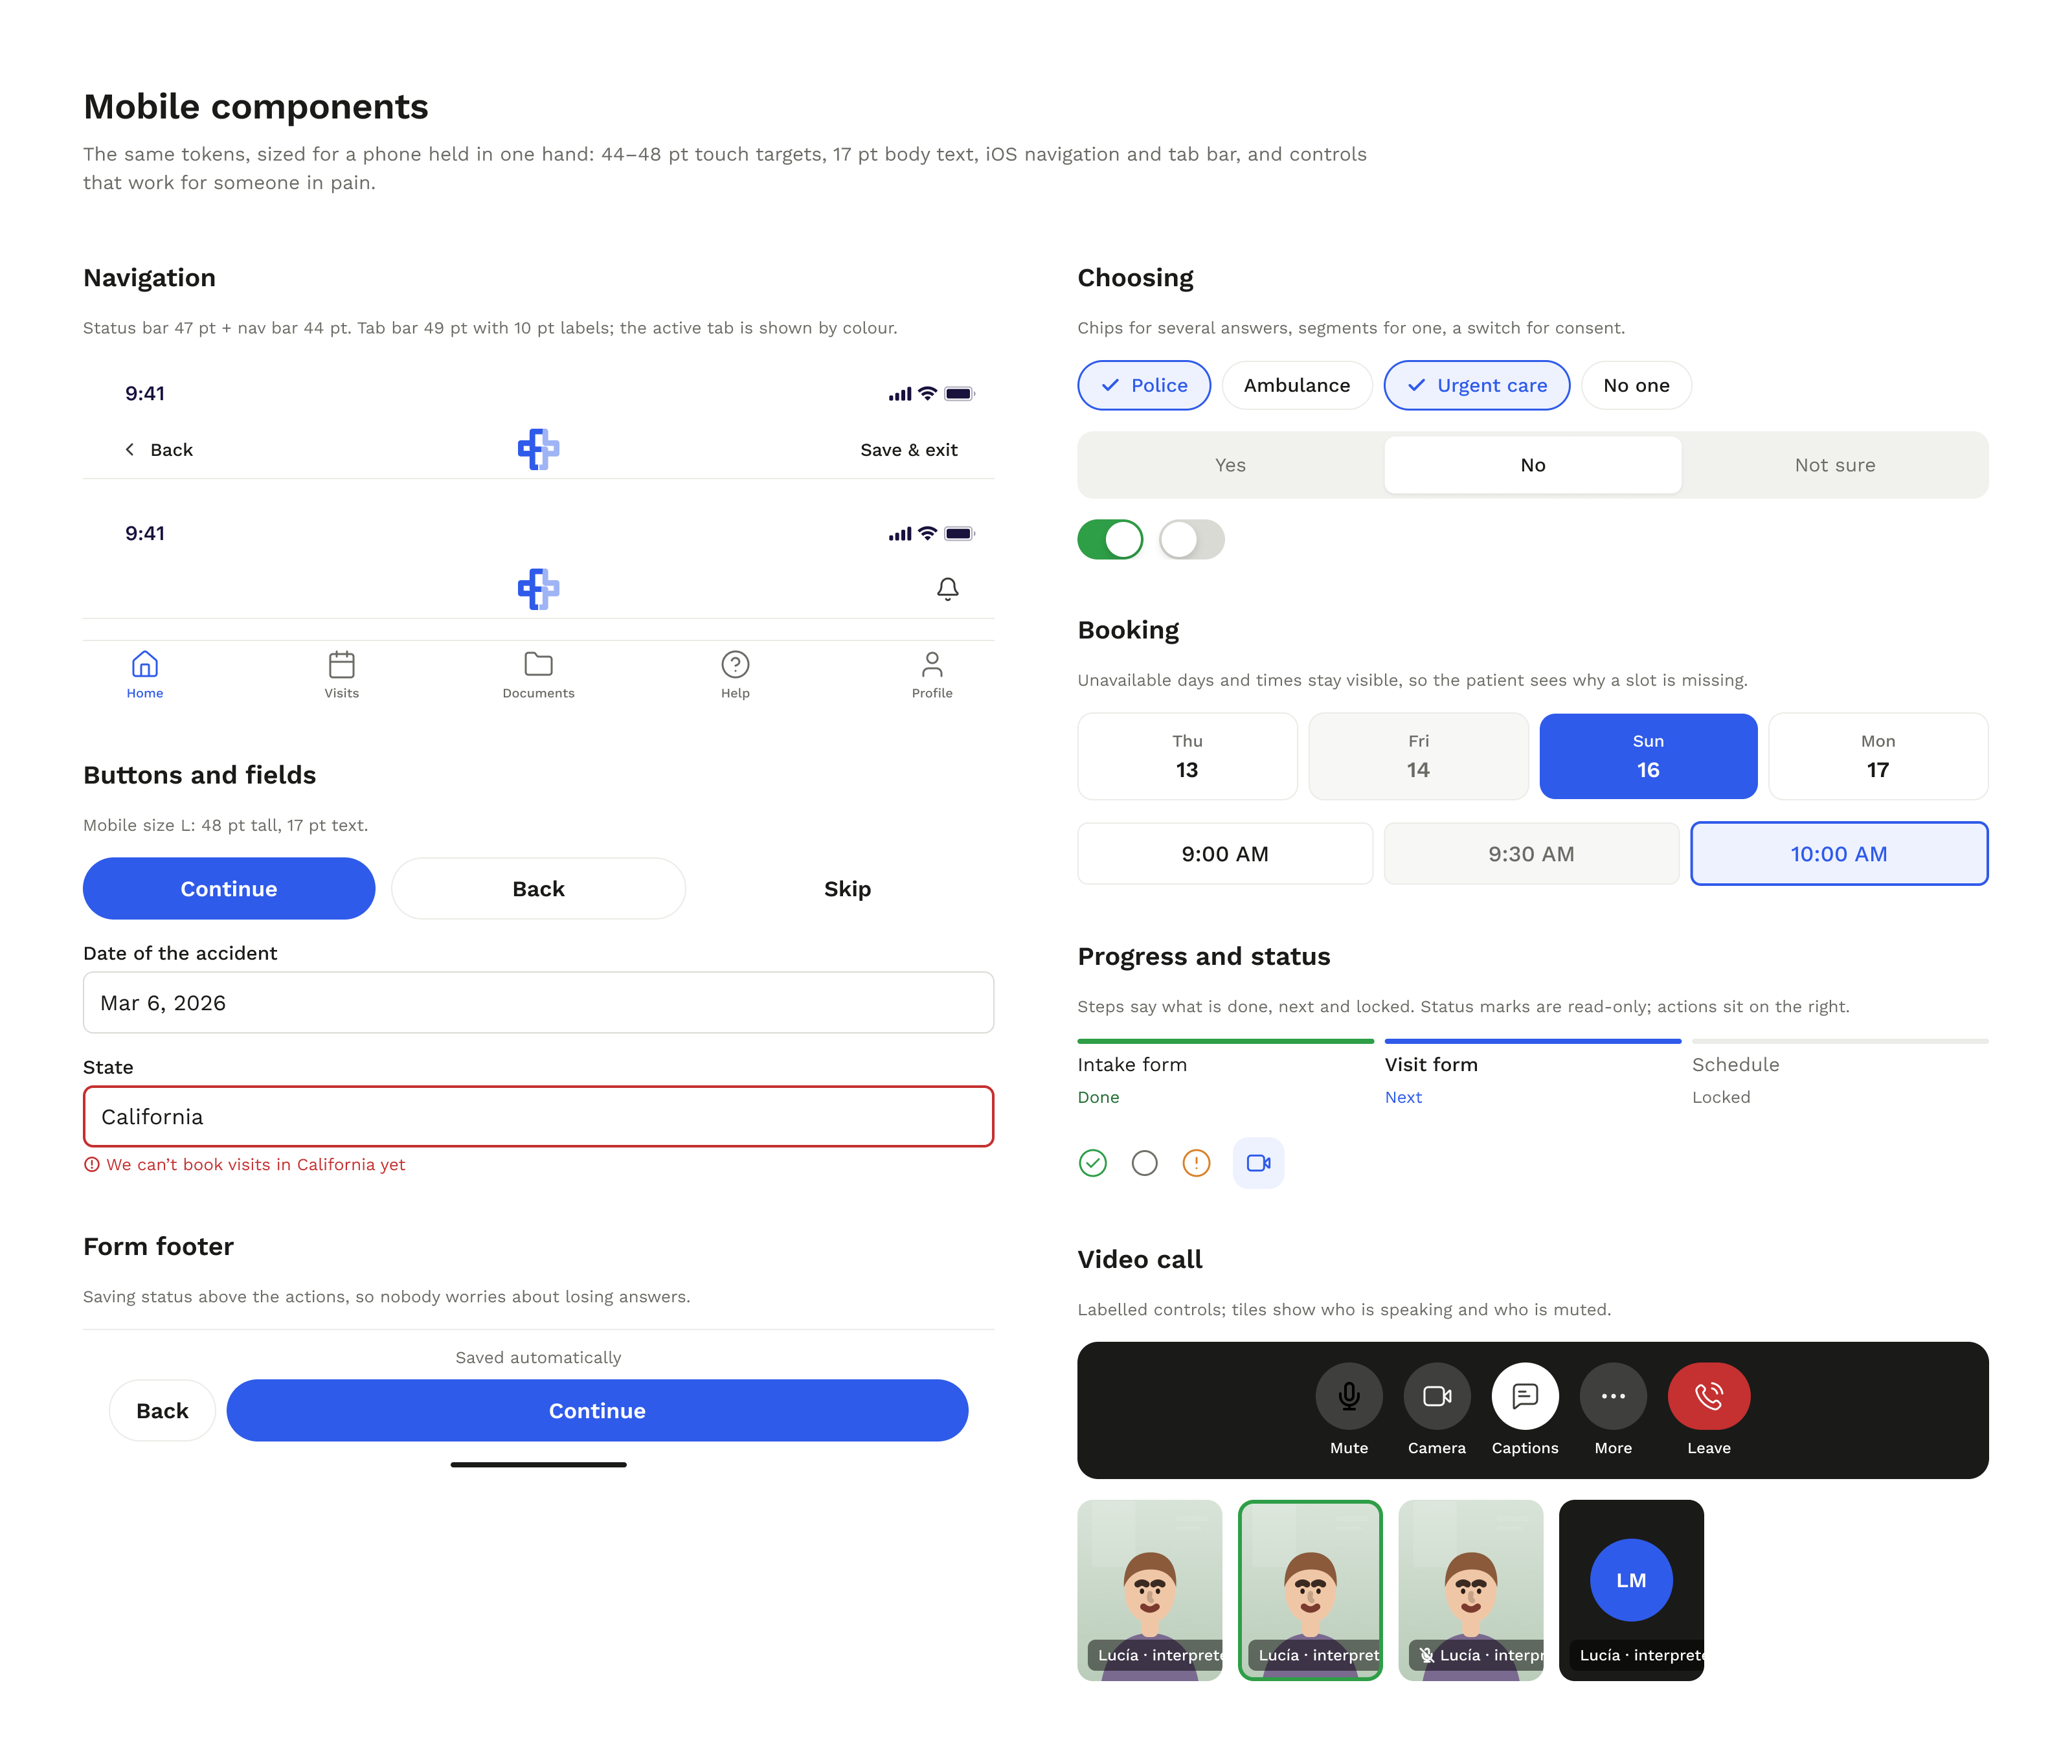 Mobile components
The same tokens, sized for a phone held in one hand: 44–48 pt touch targets, 17 pt body text, iOS navigation and tab bar, and controls
that work for someone in pain.
Navigation
Status bar 47 pt + nav bar 44 pt. Tab bar 49 pt with 10 pt labels; the active tab is shown by colour.
9:41
Back
Save & exit
9:41
Home
Visits
Documents
Help
Profile
Buttons and fields
Mobile size L: 48 pt tall, 17 pt text.
Continue
Back
Skip
Date of the accident
Mar 6, 2026
State
California
We can’t book visits in California yet
Form footer
Saving status above the actions, so nobody worries about losing answers.
Saved automatically
Back
Continue
Choosing
Chips for several answers, segments for one, a switch for consent.
Police
Ambulance
Urgent care
No one
Yes
No
Not sure
Booking
Unavailable days and times stay visible, so the patient sees why a slot is missing.
Thu
13
Fri
14
Sun
16
Mon
17
9:00 AM
9:30 AM
10:00 AM
Progress and status
Steps say what is done, next and locked. Status marks are read-only; actions sit on the right.
Intake form
Done
Visit form
Next
Schedule
Locked
Video call
Labelled controls; tiles show who is speaking and who is muted.
Mute
Camera
Captions
More
Leave
Lucía · interprete
Lucía · interpret
Lucía · interpr
LM
Lucía · interprete